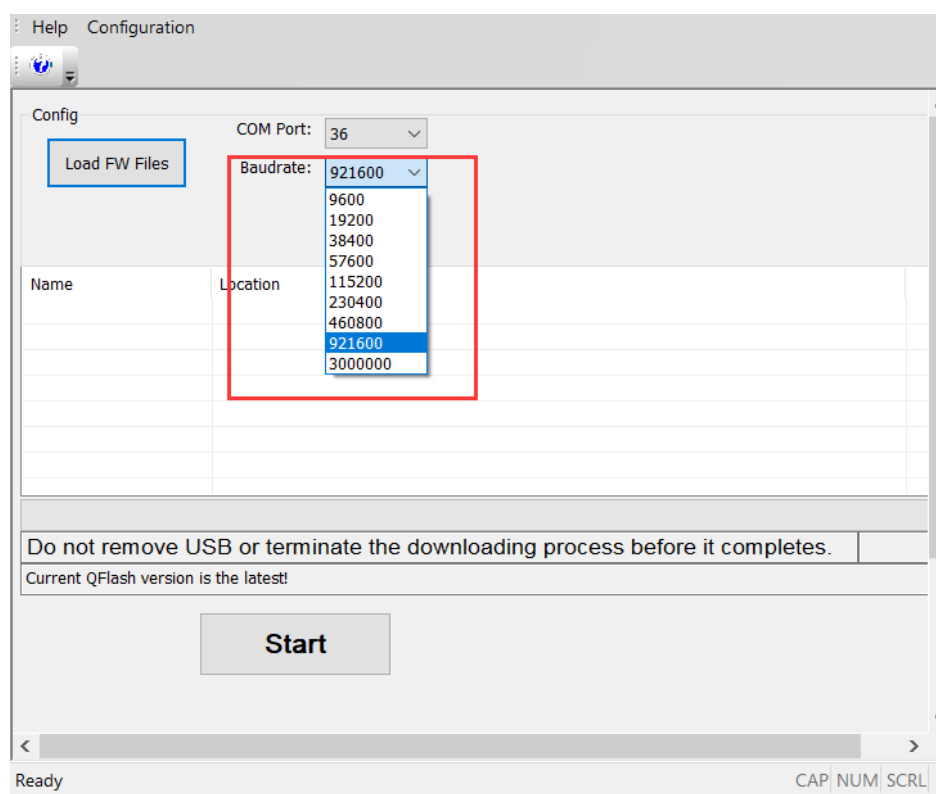 Help Configuration
Config
Load FW Files
COM Port: 36
Baudrate: 921600
9600
19200
38400
57600
115200
230400
460800
921600
3000000
Name Location
Do not remove USB or terminate the downloading process before it completes.
Current QFlash version is the latest!
Start
Ready CAP NUM SCRL